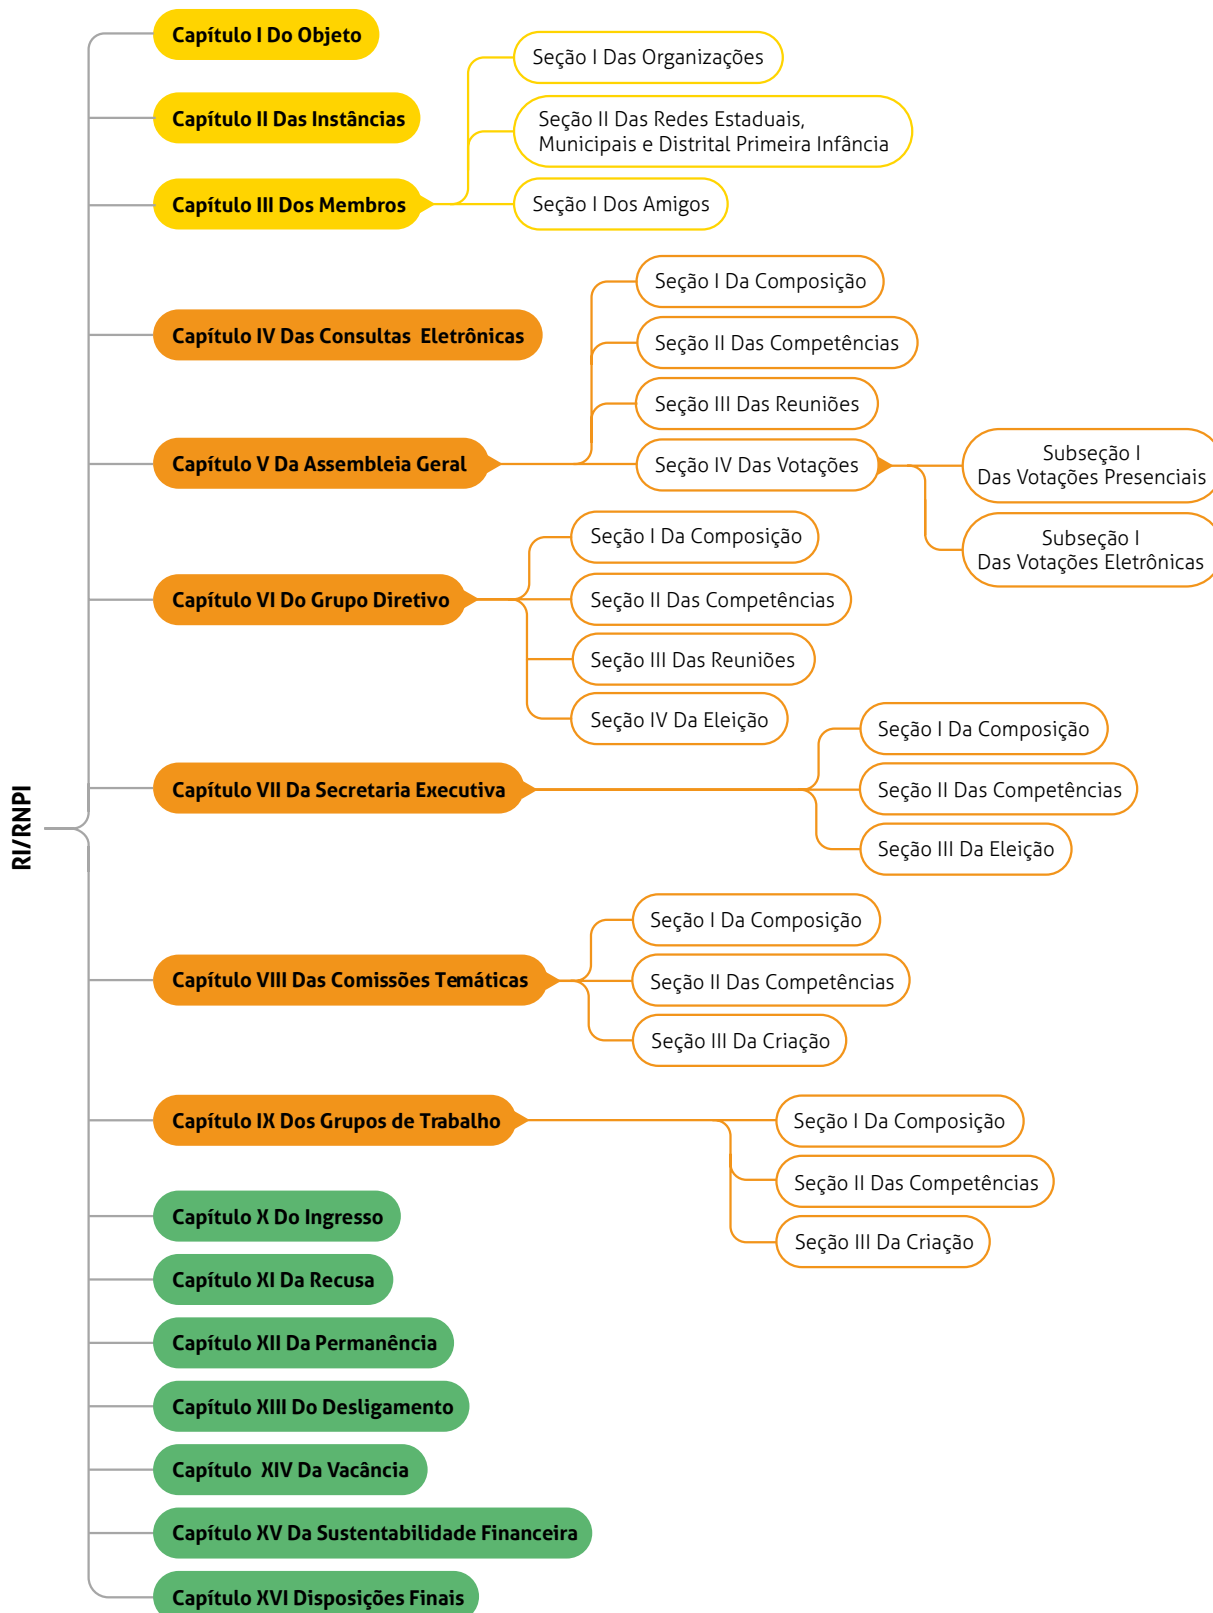 RI/RNPI
Capítulo I Do Objeto
Capítulo II Das Instâncias
Capítulo III Dos Membros
Seção I Das Organizações
Seção II Das Redes Estaduais,
Municipais e Distrital Primeira Infância
Seção I Dos Amigos
Capítulo IV Das Consultas Eletrônicas
Capítulo V Da Assembleia Geral
Seção I Da Composição
Seção II Das Competências
Seção III Das Reuniões
Seção IV Das Votações
Subseção I
Das Votações Presenciais
Subseção I
Das Votações Eletrônicas
Capítulo VI Do Grupo Diretivo
Seção I Da Composição
Seção II Das Competências
Seção III Das Reuniões
Seção IV Da Eleição
Capítulo VII Da Secretaria Executiva
Seção I Da Composição
Seção II Das Competências
Seção III Da Eleição
Capítulo VIII Das Comissões Temáticas
Seção I Da Composição
Seção II Das Competências
Seção III Da Criação
Capítulo IX Dos Grupos de Trabalho
Seção I Da Composição
Seção II Das Competências
Seção III Da Criação
Capítulo X Do Ingresso
Capítulo XI Da Recusa
Capítulo XII Da Permanência
Capítulo XIII Do Desligamento
Capítulo XIV Da Vacância
Capítulo XV Da Sustentabilidade Financeira
Capítulo XVI Disposições Finais